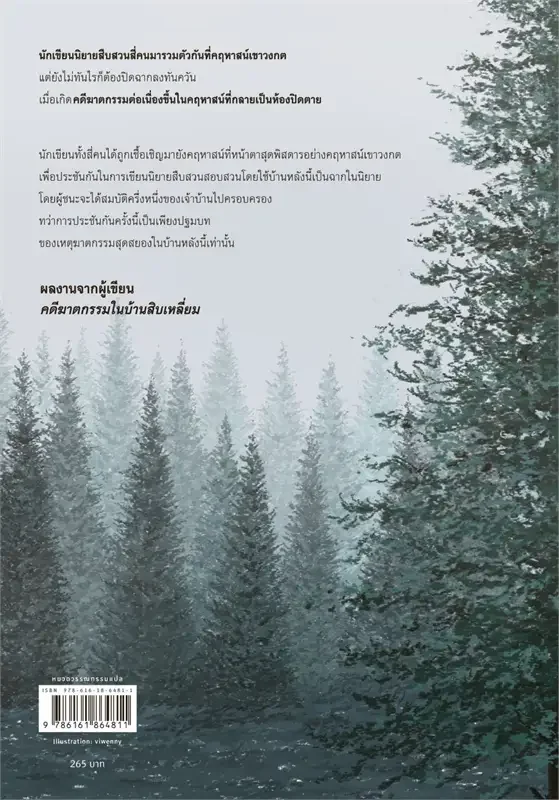 นักเขียนนิยายสืบสวนสี่คนมารวมตัวกันที่คฤหาสน์เขาวงกต
แต่ยังไม่ทันไรก็ต้องปิดฉากลงทันควัน
เมื่อเกิดคดีฆาตกรรมต่อเนื่องขึ้นในคฤหาสน์ที่กลายเป็นห้องปิดตาย
นักเขียนทั้งสี่คนได้ถูกเชื้อเชิญมายังคฤหาสน์ที่หน้าตาสุดพิสดารอย่างคฤหาสน์เขาวงกต
เพื่อประชันกันในการเขียนนิยายสืบสวนสอบสวนโดยใช้บ้านหลังนี้เป็นฉากในนิยาย
โดยผู้ชนะจะได้สมบัติครึ่งหนึ่งของเจ้าบ้านไปครอบครอง
ทว่าการประชันกันครั้งนี้เป็นเพียงปฐมบท
ของเหตุฆาตกรรมสุดสยองในบ้านหลังนี้เท่านั้น
ผลงานจากผู้เขียน
คดีฆาตกรรมในบ้านสิบเหลี่ยม
หมวดวรรณกรรมแปล
ISBN 978-616-18-6481-1
9 786161 864811
Illustration: viwenny
265 บาท